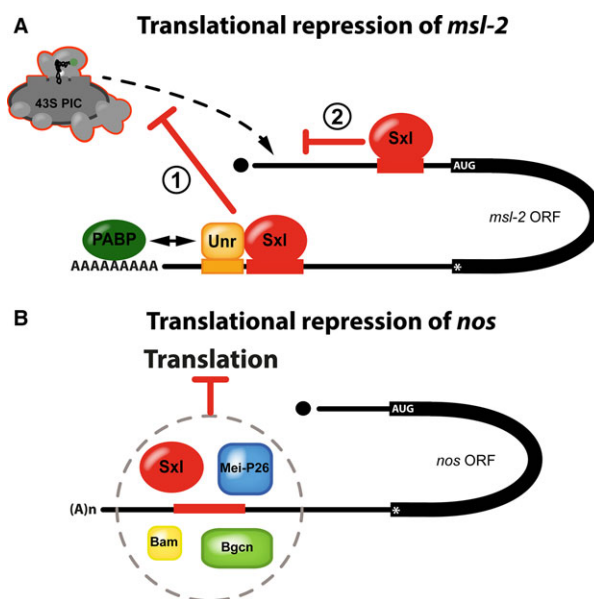 A
Translational repression of msl-2
43S PIC
2
Sxl
AUG
1
msl-2 ORF
PABP
Unr
Sxl
AAAAAAAAA
*
B
Translational repression of nos
Translation
AUG
Sxl
Mei-P26
nos ORF
(A)n
*
Bam
Bgcn